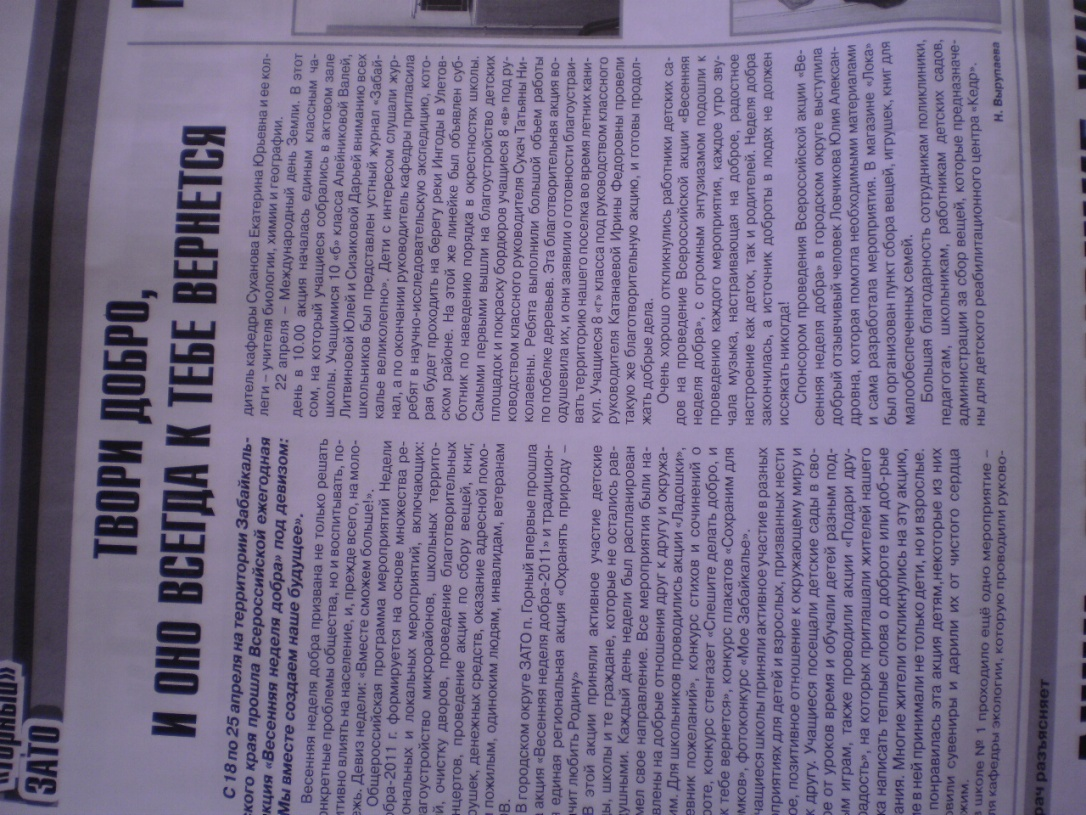 «Горный»
ЗАТО
ТВОРИ ДОБРО,
И ОНО ВСЕГДА К ТЕБЕ ВЕРНЕТСЯ
С 18 по 25 апреля на территории Забайкаль-
ского края прошла Всероссийской ежегодная
акция «Весенняя неделя добра» под девизом:
Мы вместе создаем наше будущее».
Весенняя неделя добра призвана не только решать
конкретные проблемы общества, но и воспитывать, по-
зитивно влиять на население, и, прежде всего, на моло-
дежь. Девиз недели: «Вместе сможем больше!».
Общероссийская программа мероприятий Недели
добра-2011 формируется на основе множества ре-
гиональных и локальных мероприятий, включающих:
благоустройство микрорайонов, школьных террито-
рий, очистку дворов, проведение благотворительных
концертов, проведение акции по сбору вещей, книг,
игрушек, денежных средств, оказание адресной помо-
и пожилым, одиноким людям, инвалидам, ветеранам
ОВ.
В городском округе ЗАТО п. Горный впервые прошла
акция «Весенняя неделя добра-2011» и традицион-
единая региональная акция «Охранять природу –
значит любить Родину»
В этой акции приняли активное участие детские
сады, школы и те граждане, которые не остались рав-
душными. Каждый день недели был распланирован
имел свое направление. Все мероприятия были на-
правлены на добрые отношения друг к другу и окружа-
им. Для школьников проводились акции «Ладошки»,
«Дневник пожеланий», конкурс стихов и сочинений о
доброте, конкурс стенгазет «Спешите делать добро, и
к тебе вернется», конкурс плакатов «Сохраним для
потомков», фотоконкурс «Мое Забайкалье».
Учащиеся школы приняли активное участие в разных
мероприятиях для детей и взрослых, призванных нести
ое, позитивное отношение к окружающему миру и
к другу. Учащиеся посещали детские сады в сво-
ое от уроков время и обучали детей разным под-
ым играм, также проводили акции «Подари дру-
радость», на которых приглашали жителей нашего
ка написать теплые слова о доброте или доб-рые
ания. Многие жители откликнулись на эту акцию,
е в ней принимали не только дети, но и взрослые.
понравилась эта акция детям,некоторые из них
овили сувениры и дарили их от чистого сердца
жим.
в школе № 1 проходило ещё одно мероприятие –
ля кафедры экологии, которую проводили руково-
дитель кафедры Суханова Екатерина Юрьевна и ее кол-
леги – учителя биологии, химии и географии.
22 апреля – Международный день Земли. В этот
день в 10.00 акция началась единым классным ча-
сом, на который учащиеся собрались в актовом зале
школы. Учащимися 10 «б» класса Алейниковой Валей,
Литвиновой Юлей и Сизиковой Дарьей вниманию всех
школьников был представлен устный журнал «Забай-
калье великолепно». Дети с интересом слушали жур-
нал, а по окончании руководитель кафедры пригласила
ребят в научно-исследовательскую экспедицию, кото-
рая будет проходить на берегу реки Ингоды в Улетов-
ском районе. На этой же линейке был объявлен суб-
ботник по наведению порядка в окрестностях школы.
Самыми первыми вышли на благоустройство детских
площадок и покраску бордюров учащиеся 8 «в» под ру-
ководством классного руководителя Сукач Татьяны Ни-
колаевны. Ребята выполнили большой объем работы
по побелке деревьев. Эта благотворительная акция во-
одушевила их, и они заявили о готовности благоустраи-
вать территорию нашего поселка во время летних кани-
кул. Учащиеся 8 «г» класса под руководством классного
руководителя Катанаевой Ирины Федоровны провели
такую же благотворительную акцию, и готовы продол-
жать добрые дела.
Очень хорошо откликнулись работники детских са-
дов на проведение Всероссийской акции «Весенняя
неделя добра», с огромным энтузиазмом подошли к
проведению каждого мероприятия, каждое утро зву-
чала музыка, настраивающая на доброе, радостное
настроение как деток, так и родителей. Неделя добра
закончилась, а источник доброты в людях не должен
иссякать никогда!
Спонсором проведения Всероссийской акции «Ве-
сенняя неделя добра» в городском округе выступила
добрый отзывчивый человек Ловчикова Юлия Алексан-
дровна, которая помогла необходимыми материалами
и сама разработала мероприятия. В магазине «Лока»
был организован пункт сбора вещей, игрушек, книг для
малообеспеченных семей.
Большая благодарность сотрудникам поликлиники,
педагогам, школьникам, работникам детских садов,
администрации за сбор вещей, которые предназначе-
ны для детского реабилитационного центра «Кедр».
Н. Вырупаева
рач разъясняет